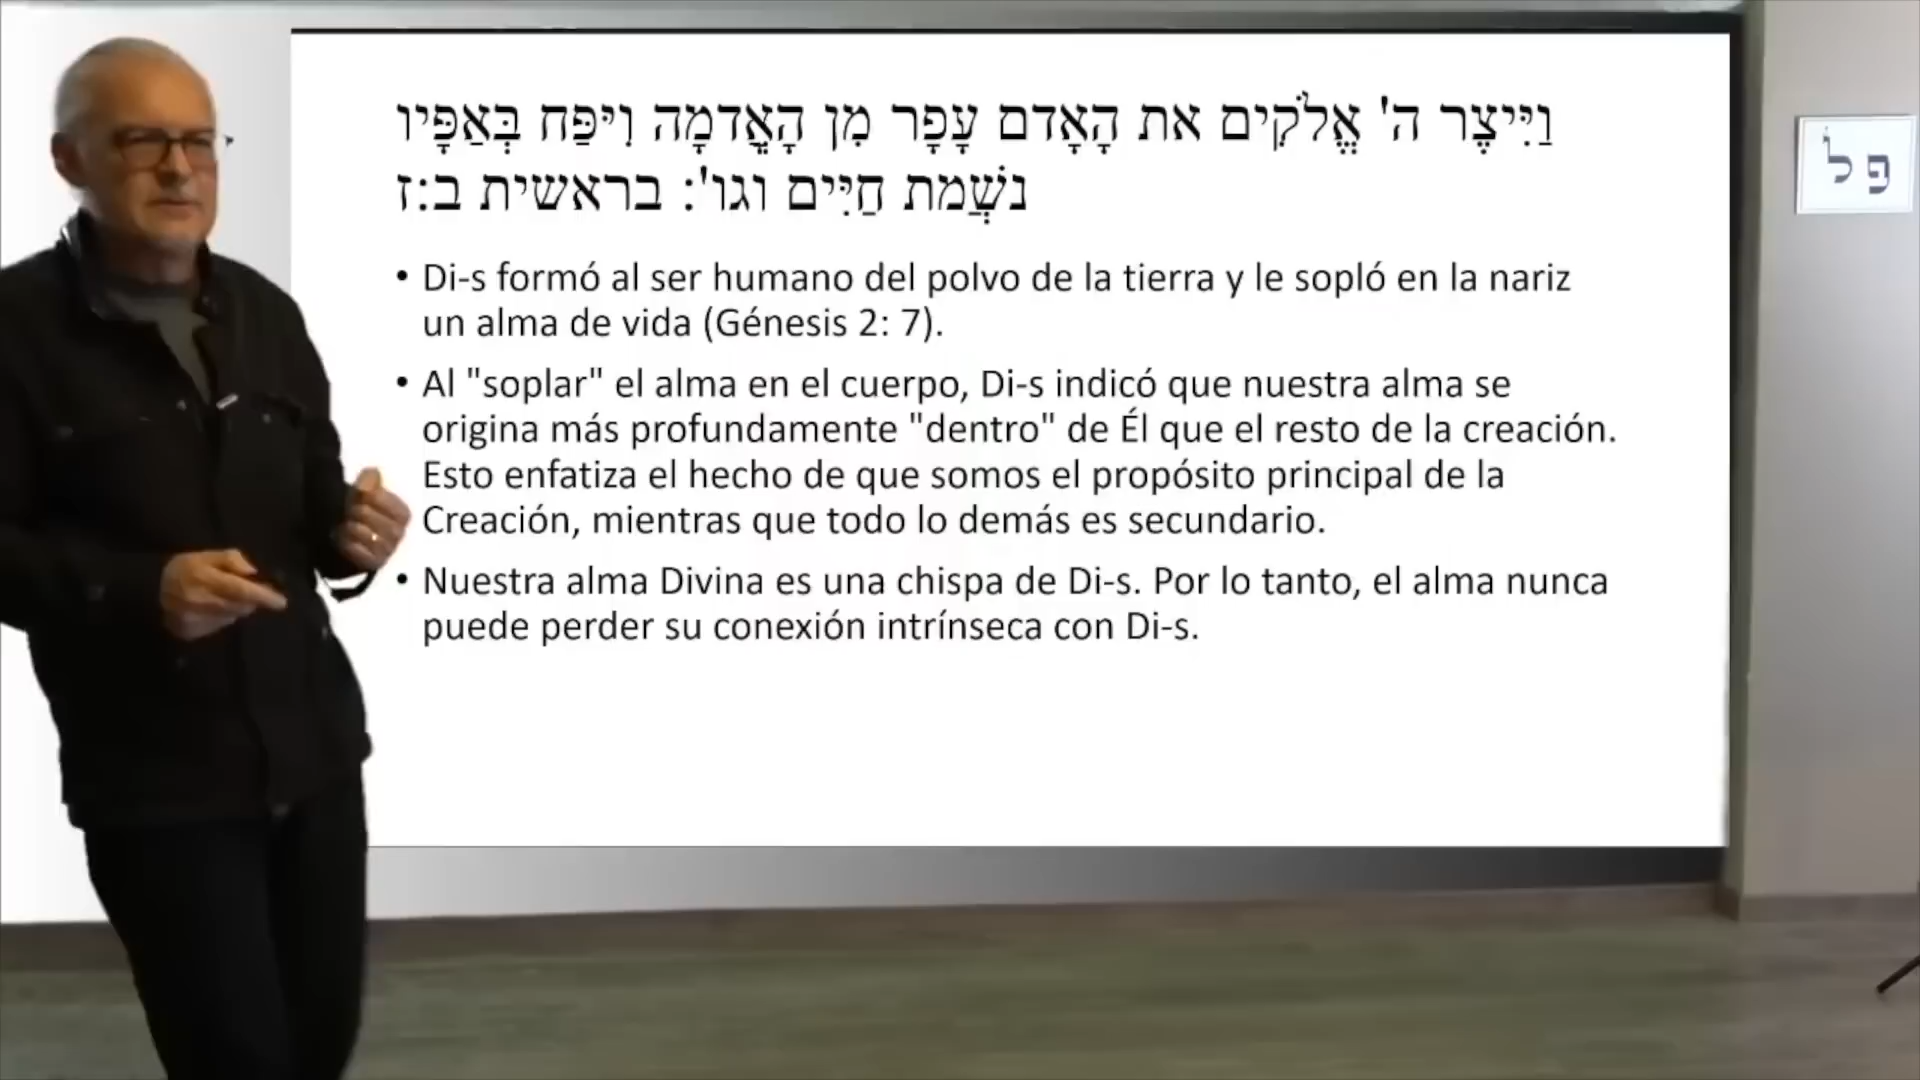 וַיִּיצֶר ה' אֱלֹקִים את הָאָדם עָפָר מִן הָאֲדמָה וִיּפַּח בְּאַפָּיו
נשְׁמת חַיִּים וגו': בראשית ב:ז
• Di-s formó al ser humano del polvo de la tierra y le sopló en la nariz
un alma de vida (Génesis 2: 7).
• Al "soplar" el alma en el cuerpo, Di-s indicó que nuestra alma se
origina más profundamente "dentro" de Él que el resto de la creación.
Esto enfatiza el hecho de que somos el propósito principal de la
Creación, mientras que todo lo demás es secundario.
• Nuestra alma Divina es una chispa de Di-s. Por lo tanto, el alma nunca
puede perder su conexión intrínseca con Di-s.
פ לֹ